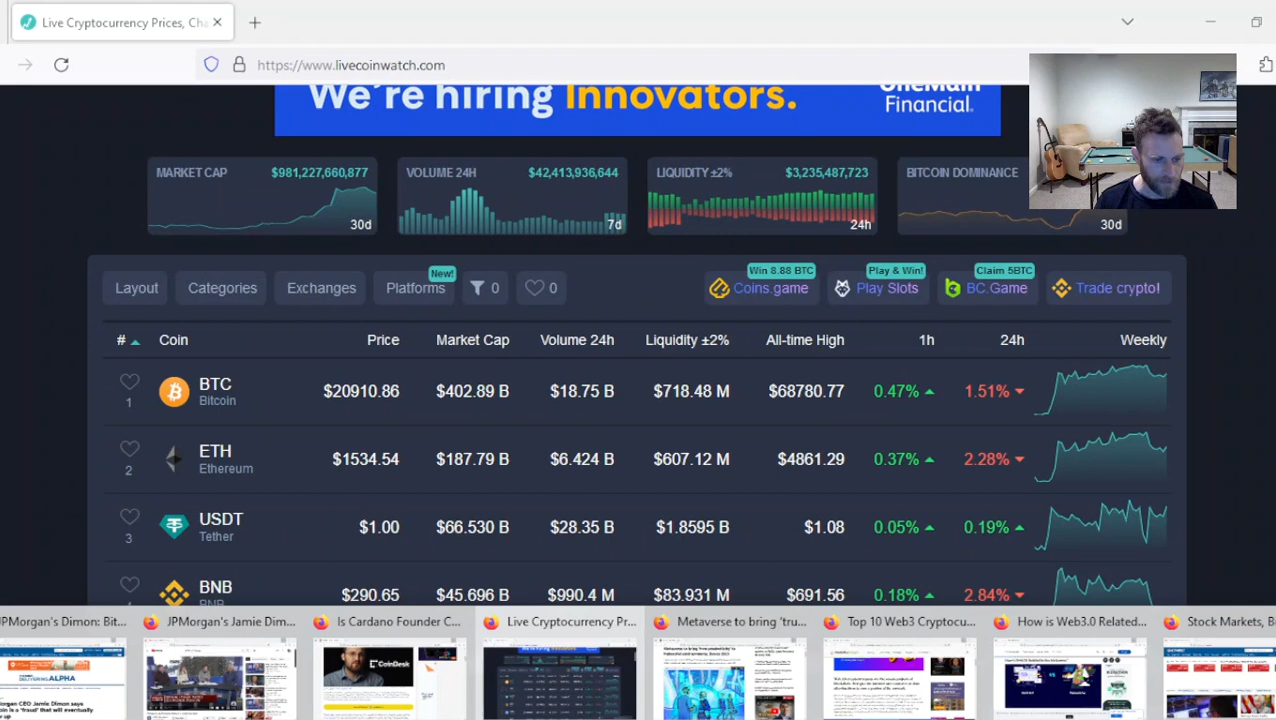 Live Cryptocurrency Prices, Cha
https://www.livecoinwatch.com
We're hiring Innovators.
OneMain
Financial.
MARKET CAP $981,227,660,877
30d
VOLUME 24H $42,413,936,644
7d
LIQUIDITY ±2% $3,235,487,723
24h
BITCOIN DOMINANCE
30d
Layout Categories Exchanges Platforms New! 0 0
Win 8.88 BTC Play & Win! Claim 5BTC
Coins.game Play Slots BC.Game Trade crypto!
# Coin Price Market Cap Volume 24h Liquidity ±2% All-time High 1h 24h Weekly
1 BTC Bitcoin $20910.86 $402.89 B $18.75 B $718.48 M $68780.77 0.47% 1.51%
2 ETH Ethereum $1534.54 $187.79 B $6.424 B $607.12 M $4861.29 0.37% 2.28%
3 USDT Tether $1.00 $66.530 B $28.35 B $1.8595 B $1.08 0.05% 0.19%
BNB $290.65 $45.696 B $990.4 M $83.931 M $691.56 0.18% 2.84%
JPMorgan's Dimon: Bit... JPMorgan's Jamie Dim... Is Cardano Founder C... Live Cryptocurrency Pr... Metaverse to bring 'tru... Top 10 Web3 Cryptocu... How is Web3.0 Related... Stock Markets, B